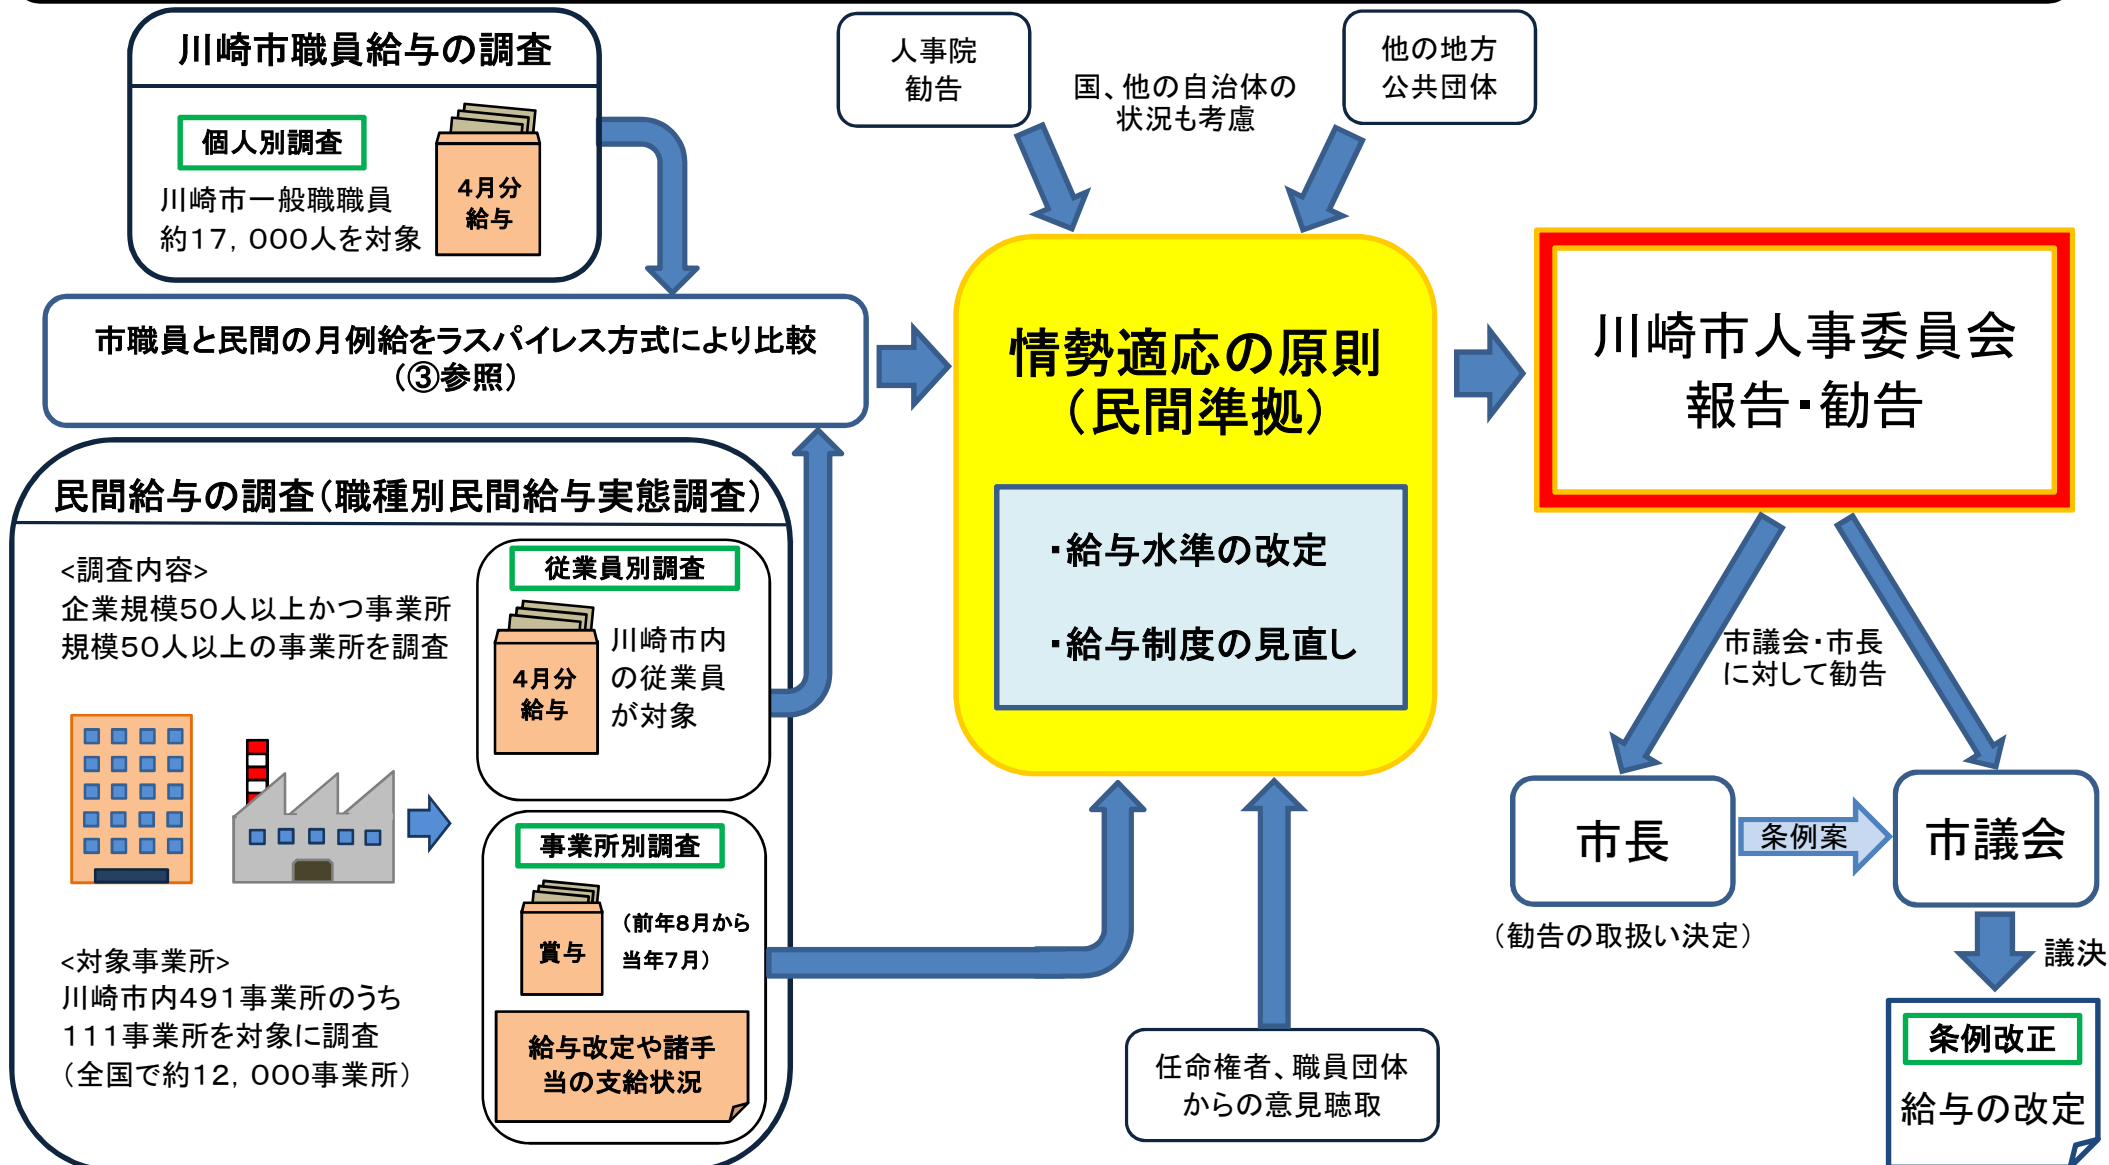 川崎市職員給与の調査
個人別調査
川崎市一般職職員
約17，000人を対象
4月分
給与
人事院
勧告
国、他の自治体の
状況も考慮
他の地方
公共団体
市職員と民間の月例給をラスパイレス方式により比較
（③参照）
情勢適応の原則
（民間準拠）
・給与水準の改定
・給与制度の見直し
川崎市人事委員会
報告・勧告
民間給与の調査（職種別民間給与実態調査）
<調査内容>
企業規模50人以上かつ事業所
規模50人以上の事業所を調査
従業員別調査
4月分
給与
川崎市内
の従業員
が対象
事業所別調査
賞与
（前年8月から
当年7月）
給与改定や諸手
当の支給状況
<対象事業所>
川崎市内491事業所のうち
111事業所を対象に調査
（全国で約12，000事業所）
任命権者、職員団体
からの意見聴取
市議会・市長
に対して勧告
市長
条例案
市議会
（勧告の取扱い決定）
議決
条例改正
給与の改定